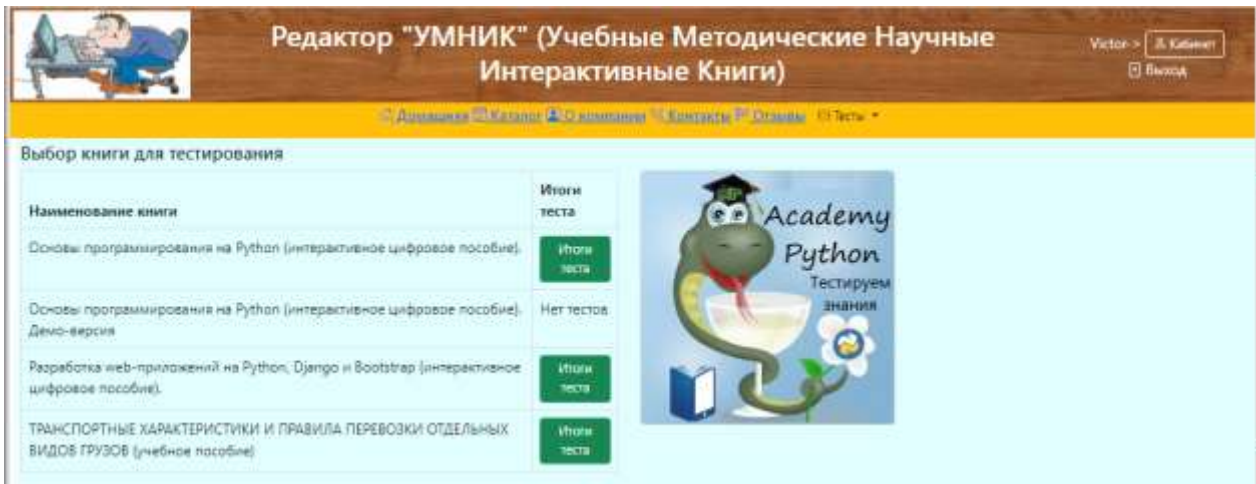 Редактор "УМНИК" (Учебные Методические Научные
Интерактивные Книги)
Victor-> Кабинет
Выход
Домашняя Каталог О компании Контакты Отзывы Тесты
Выбор книги для тестирования
Наименование книги
Итоги
теста
Основы программирования на Python (интерактивное цифровое пособие).
Итоги
теста
Основы программирования на Python (интерактивное цифровое пособие).
Демо-версия
Нет тестов
Разработка web-приложений на Python, Django и Bootstrap (интерактивное
цифровое пособие).
Итоги
теста
ТРАНСПОРТНЫЕ ХАРАКТЕРИСТИКИ И ПРАВИЛА ПЕРЕВОЗКИ ОТДЕЛЬНЫХ
ВИДОВ ГРУЗОВ (учебное пособие)
Итоги
теста
Academy
Python
Тестируем
знания